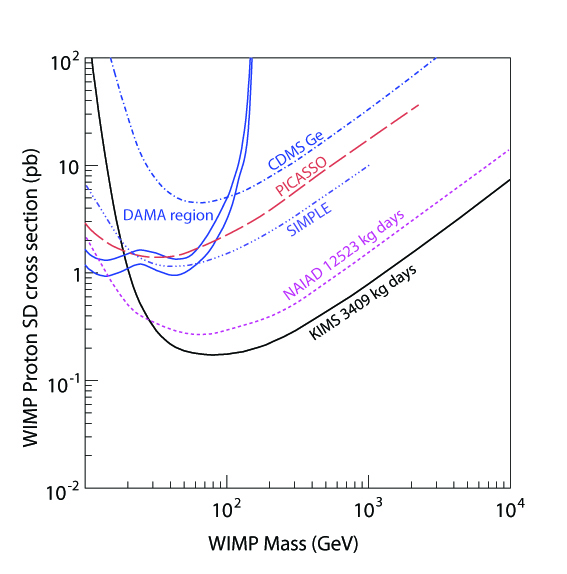 10²
10
1
10⁻¹
10⁻²
WIMP Proton SD cross section (pb)
CDMS Ge
PICASSO
DAMA region
SIMPLE
NAIAD 12523 kg days
KIMS 3409 kg days
10² 10³ 10⁴
WIMP Mass (GeV)